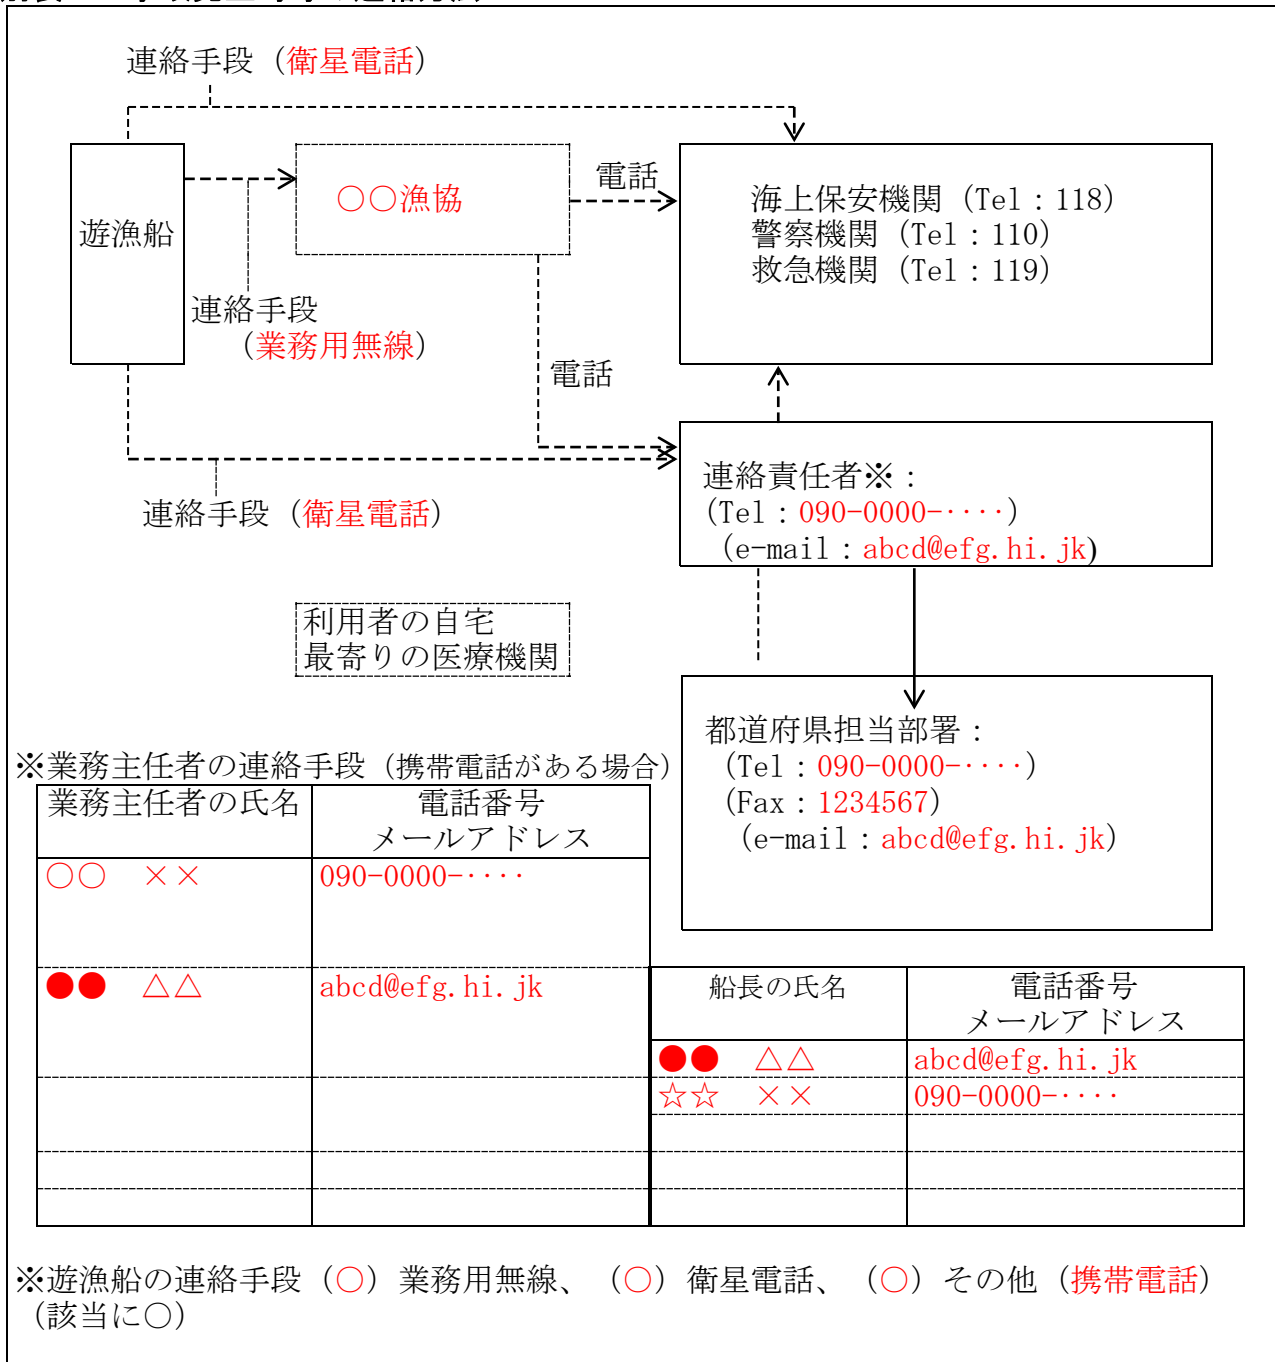 連絡手段（衛星電話）
遊漁船
○○漁協
電話
海上保安機関（Tel：118）
警察機関（Tel：110）
救急機関（Tel：119）
連絡手段
（業務用無線）
電話
連絡責任者※：
（Tel：090-0000-‥‥）
（e-mail：abcd@efg.hi.jk)
連絡手段（衛星電話）
利用者の自宅
最寄りの医療機関
都道府県担当部署：
（Tel：090-0000-‥‥）
（Fax：1234567）
（e-mail：abcd@efg.hi.jk）
※業務主任者の連絡手段（携帯電話がある場合）
業務主任者の氏名 電話番号
メールアドレス
○○　×× 090-0000-‥‥
●●　△△ abcd@efg.hi.jk
船長の氏名 電話番号
メールアドレス
●●　△△ abcd@efg.hi.jk
☆☆　×× 090-0000-‥‥
※遊漁船の連絡手段（○）業務用無線、（○）衛星電話、（○）その他（携帯電話）
（該当に○）